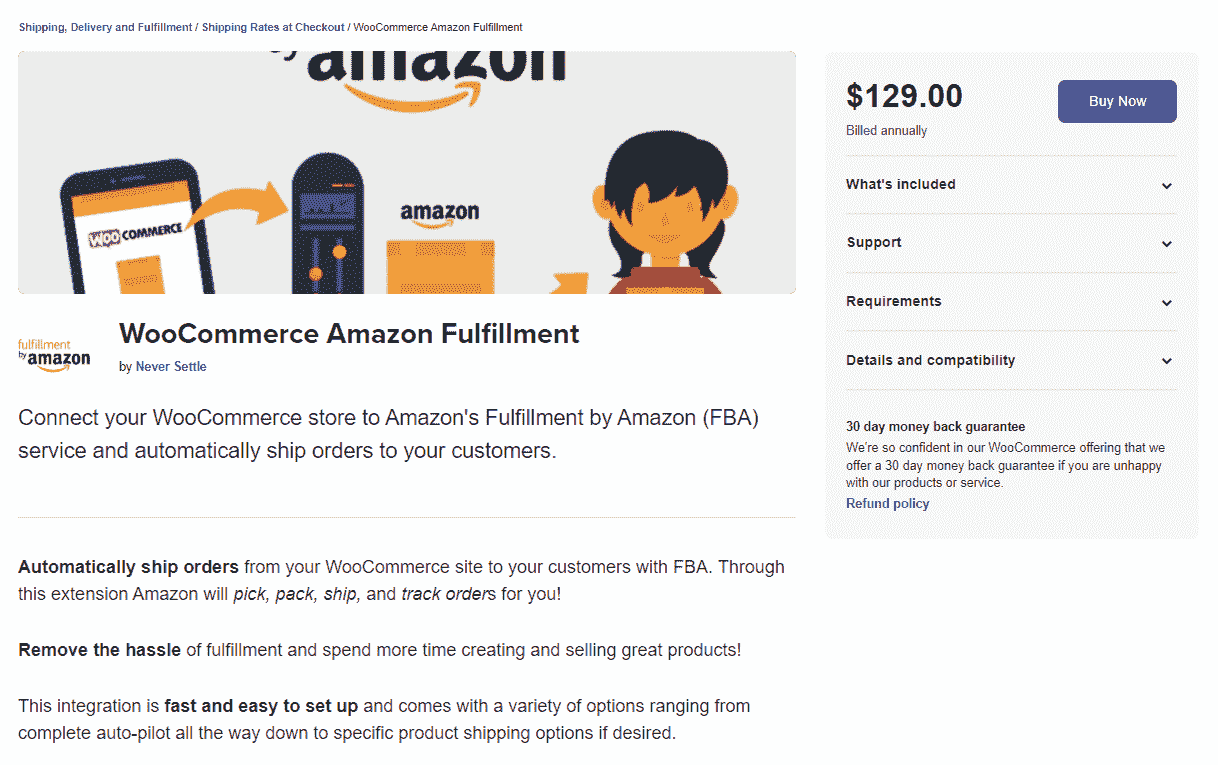 Shipping, Delivery and Fulfillment / Shipping Rates at Checkout / WooCommerce Amazon Fulfillment
by amazon
WOO COMMERCE
amazon
$129.00
Buy Now
Billed annually
What's included
Support
Requirements
Details and compatibility
30 day money back guarantee
We're so confident in our WooCommerce offering that we
offer a 30 day money back guarantee if you are unhappy
with our products or service.
Refund policy
fulfillment
by amazon
WooCommerce Amazon Fulfillment
by Never Settle
Connect your WooCommerce store to Amazon's Fulfillment by Amazon (FBA)
service and automatically ship orders to your customers.
Automatically ship orders from your WooCommerce site to your customers with FBA. Through
this extension Amazon will pick, pack, ship, and track orders for you!
Remove the hassle of fulfillment and spend more time creating and selling great products!
This integration is fast and easy to set up and comes with a variety of options ranging from
complete auto-pilot all the way down to specific product shipping options if desired.